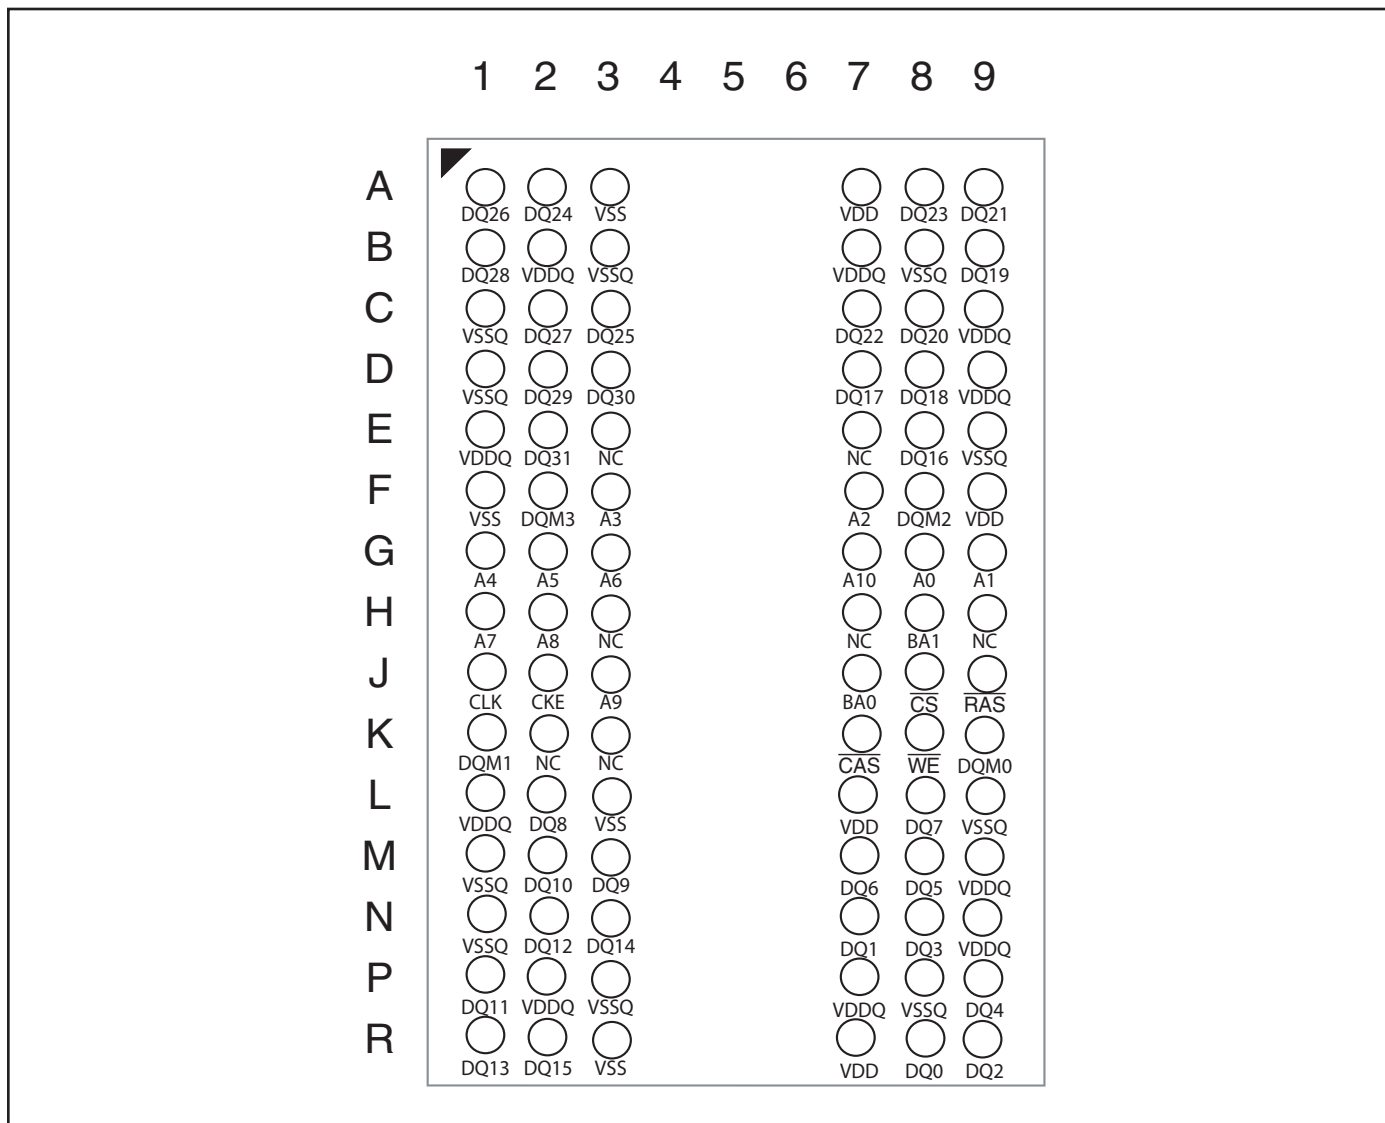 1 2 3 4 5 6 7 8 9
A
DQ26 DQ24 VSS VDD DQ23 DQ21
B
DQ28 VDDQ VSSQ VDDQ VSSQ DQ19
C
VSSQ DQ27 DQ25 DQ22 DQ20 VDDQ
D
VSSQ DQ29 DQ30 DQ17 DQ18 VDDQ
E
VDDQ DQ31 NC NC DQ16 VSSQ
F
VSS DQM3 A3 A2 DQM2 VDD
G
A4 A5 A6 A10 A0 A1
H
A7 A8 NC NC BA1 NC
J
CLK CKE A9 BA0 C̅S̅ R̅A̅S̅
K
DQM1 NC NC C̅A̅S̅ W̅E̅ DQM0
L
VDDQ DQ8 VSS VDD DQ7 VSSQ
M
VSSQ DQ10 DQ9 DQ6 DQ5 VDDQ
N
VSSQ DQ12 DQ14 DQ1 DQ3 VDDQ
P
DQ11 VDDQ VSSQ VDDQ VSSQ DQ4
R
DQ13 DQ15 VSS VDD DQ0 DQ2